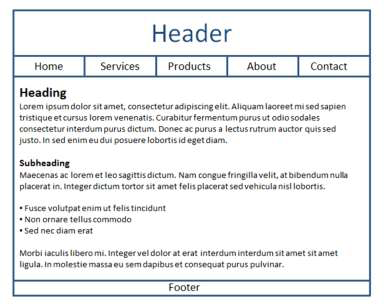 Header
Home Services Products About Contact
Heading
Lorem ipsum dolor sit amet, consectetur adipiscing elit. Aliquam laoreet mi sed sapien
tristique et cursus lorem venenatis. Curabitur fermentum purus ut odio sodales
consectetur interdum purus dictum. Donec ac purus a lectus rutrum auctor quis sed
justo. In sed enim eu dui posuere lobortis id eget diam.
Subheading
Maecenas ac lorem et leo sagittis dictum. Nam congue fringilla velit, at bibendum nulla
placerat in. Integer dictum tortor sit amet felis placerat sed vehicula nisl lobortis.
• Fusce volutpat enim ut felis tincidunt
• Non ornare tellus commodo
• Sed nec diam erat
Morbi iaculis libero mi. Integer vel dolor at erat interdum interdum sit amet sit amet
ligula. In molestie massa eu sem dapibus et consequat purus pulvinar.
Footer